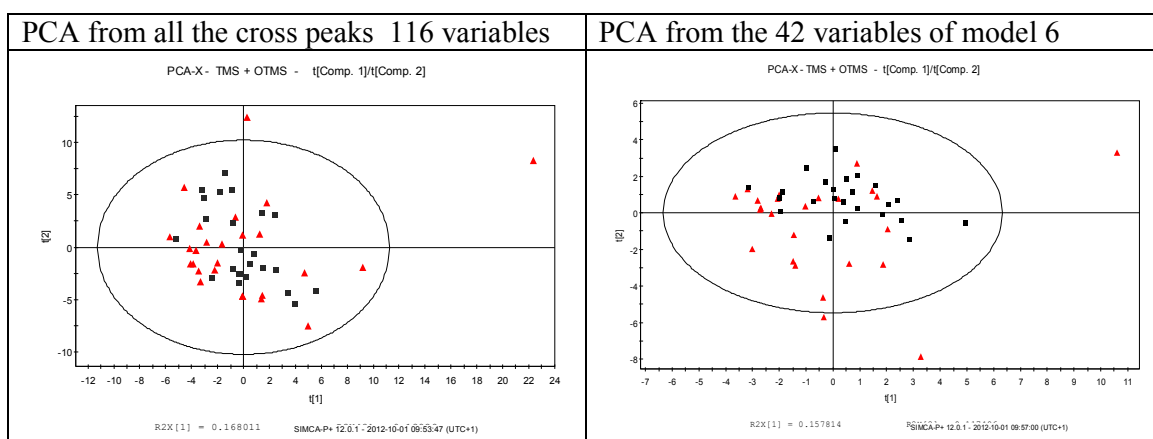 PCA from all the cross peaks 116 variables
PCA-X - TMS + OTMS - t[Comp. 1]/t[Comp. 2]
10
5
0
-5
-10
t[2]
-12 -10 -8 -6 -4 -2 0 2 4 6 8 10 12 14 16 18 20 22 24
t[1]
R2X[1] = 0.168011
SIMCA-P+ 12.0.1 - 2012-10-01 09:53:47 (UTC+1)
PCA from the 42 variables of model 6
PCA-X - TMS + OTMS - t[Comp. 1]/t[Comp. 2]
6
4
2
0
-2
-4
-6
-8
t[2]
-7 -6 -5 -4 -3 -2 -1 0 1 2 3 4 5 6 7 8 9 10 11
t[1]
R2X[1] = 0.157814
SIMCA-P+ 12.0.1 - 2012-10-01 09:57:00 (UTC+1)